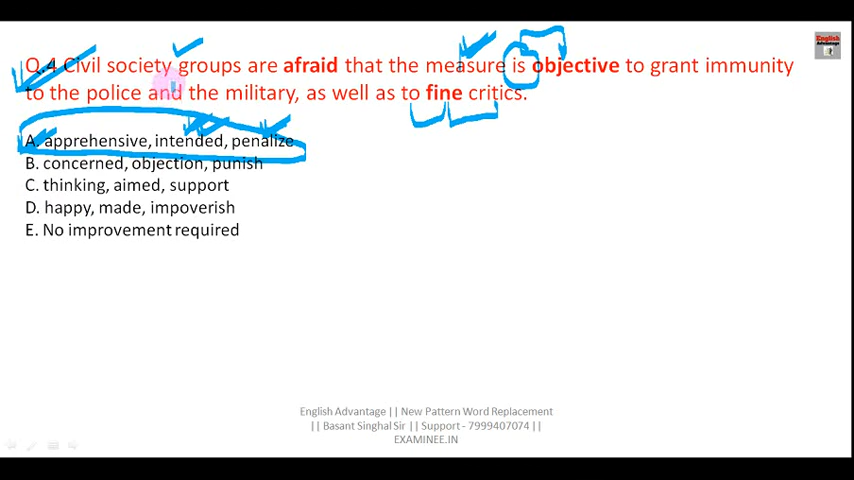 English
Advantage
Q.4 Civil society groups are afraid that the measure is objective to grant immunity
to the police and the military, as well as to fine critics.
A. apprehensive, intended, penalize
B. concerned, objection, punish
C. thinking, aimed, support
D. happy, made, impoverish
E. No improvement required
English Advantage || New Pattern Word Replacement
|| Basant Singhal Sir || Support - 7999407074 ||
EXAMINEE.IN